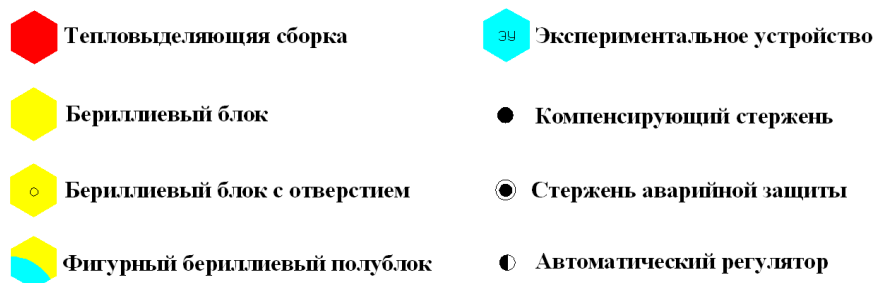 Тепловыделяющяя сборка
ЭУ Экспериментальное устройство
Бериллиевый блок
Компенсирующий стержень
Бериллиевый блок с отверстием
Стержень аварийной защиты
Фигурный бериллиевый полублок
Автоматический регулятор